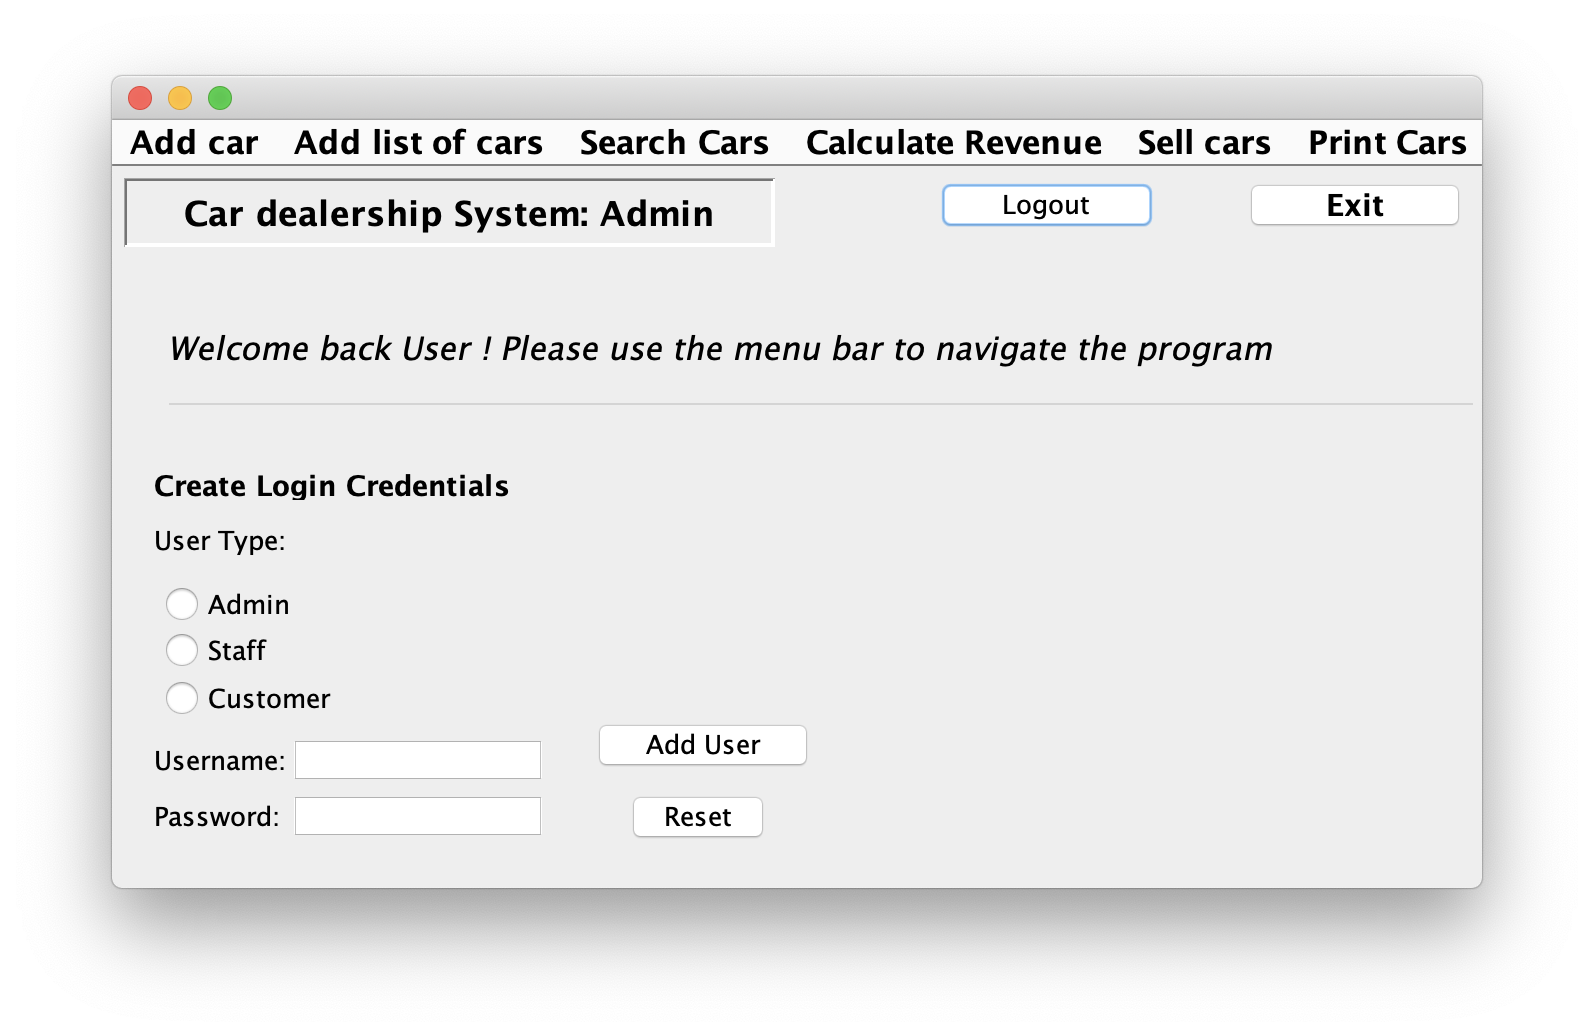 Add car Add list of cars Search Cars Calculate Revenue Sell cars Print Cars
Car dealership System: Admin
Logout
Exit
Welcome back User ! Please use the menu bar to navigate the program
Create Login Credentials
User Type:
Admin
Staff
Customer
Username:
Add User
Password:
Reset